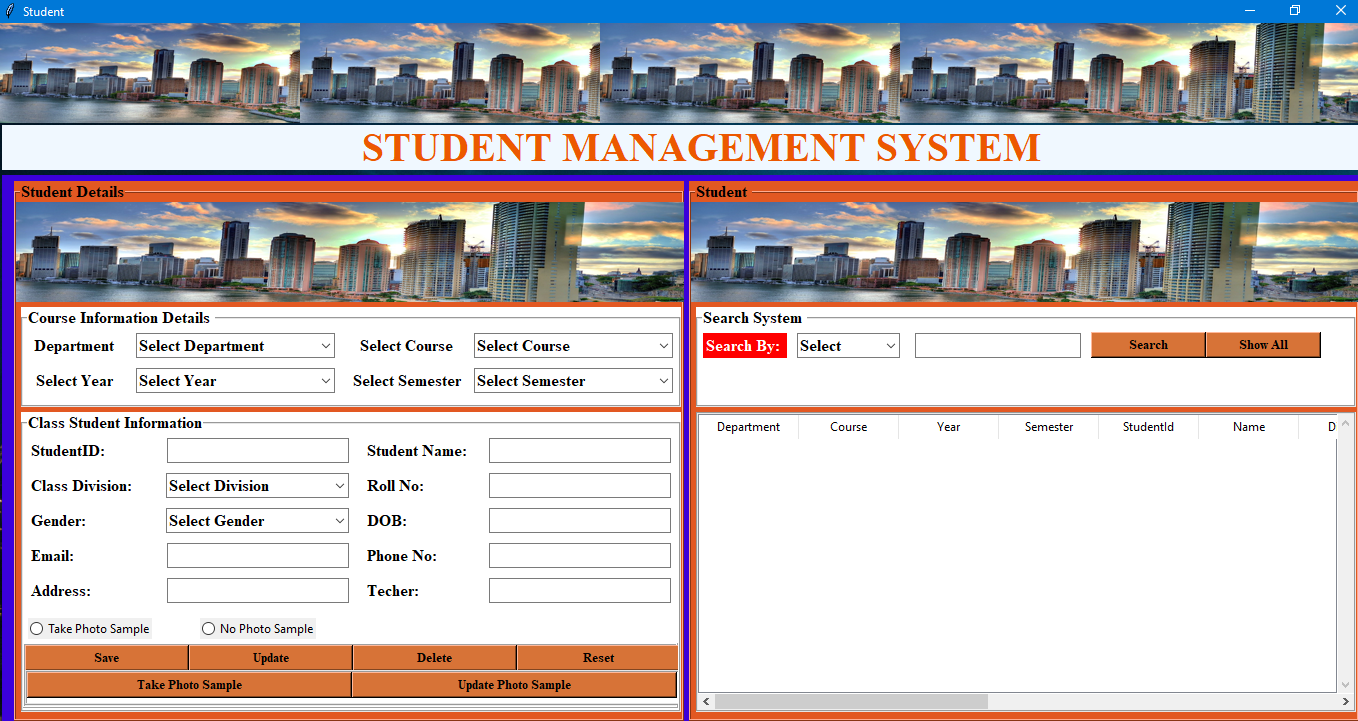 Student
STUDENT MANAGEMENT SYSTEM
Student Details
Course Information Details
Department Select Department Select Course Select Course
Select Year Select Year Select Semester Select Semester
Class Student Information
StudentID: Student Name:
Class Division: Select Division Roll No:
Gender: Select Gender DOB:
Email: Phone No:
Address: Techer:
Take Photo Sample No Photo Sample
Save Update Delete Reset
Take Photo Sample Update Photo Sample
Student
Search System
Search By: Select Search Show All
Department Course Year Semester StudentId Name D